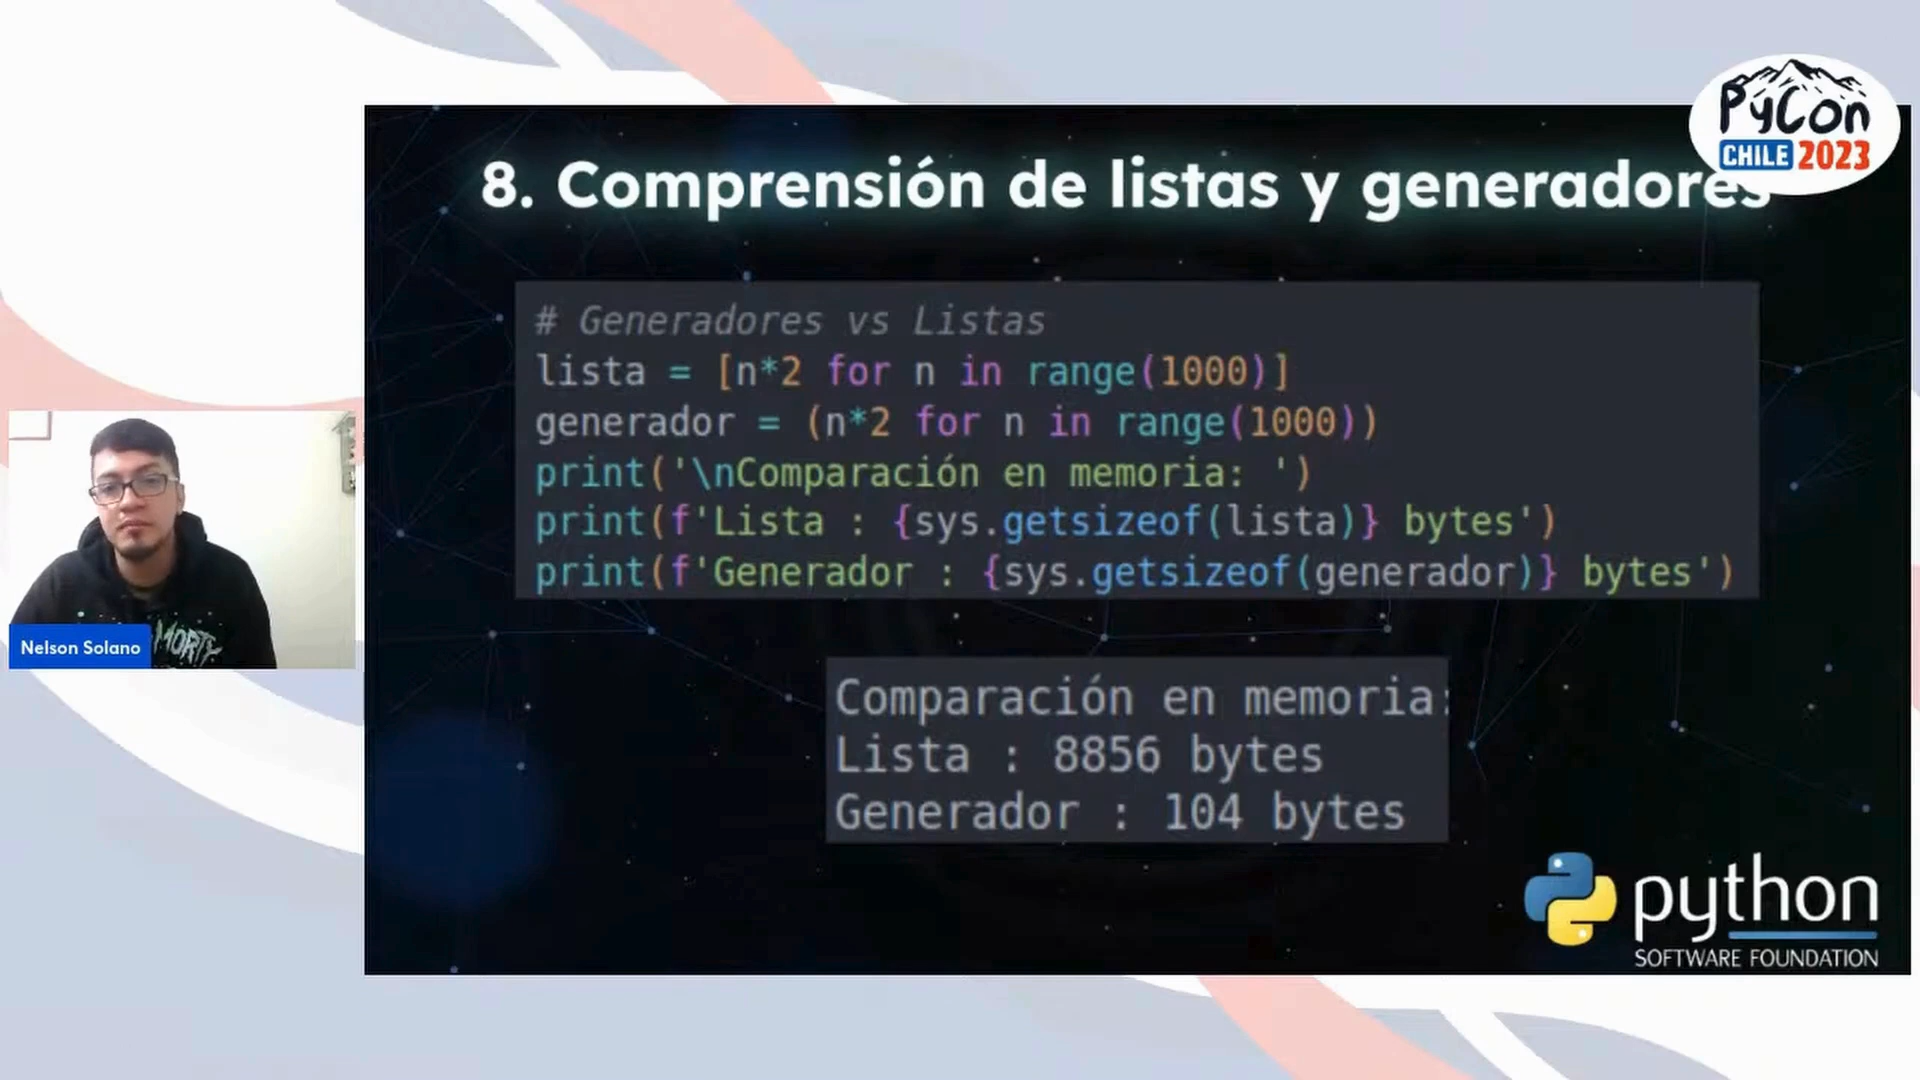 PyCon
CHILE 2023
8. Comprensión de listas y generadores
# Generadores vs Listas
lista = [n*2 for n in range(1000)]
generador = (n*2 for n in range(1000))
print('\nComparación en memoria: ')
print(f'Lista : {sys.getsizeof(lista)} bytes')
print(f'Generador : {sys.getsizeof(generador)} bytes')
MORTY
Nelson Solano
Comparación en memoria:
Lista : 8856 bytes
Generador : 104 bytes
python
SOFTWARE FOUNDATION